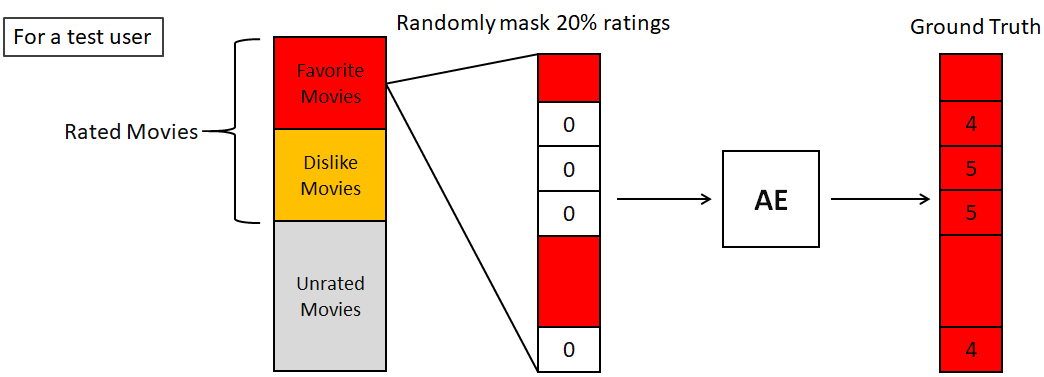 For a test user
Rated Movies
Favorite
Movies
Dislike
Movies
Unrated
Movies
Randomly mask 20% ratings
0
0
0
0
AE
Ground Truth
4
5
5
4